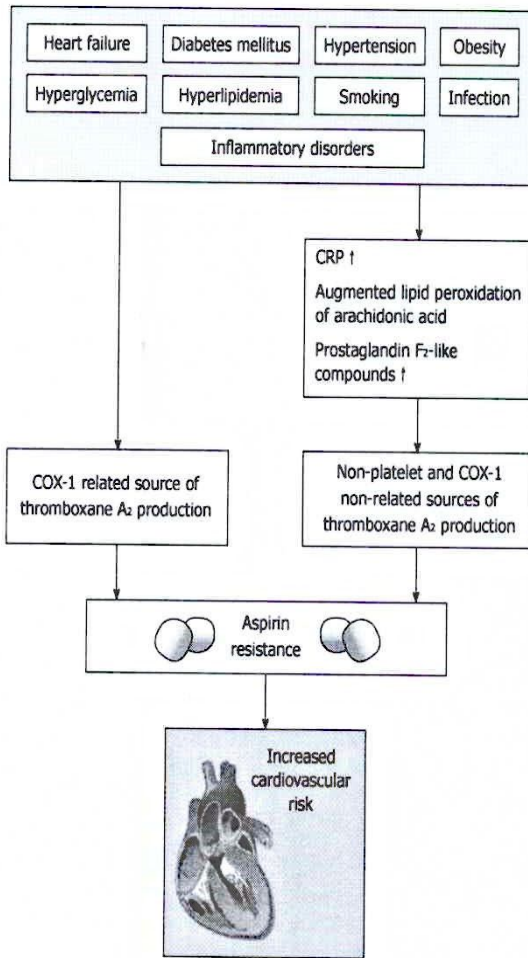 Heart failure
Diabetes mellitus
Hypertension
Obesity
Hyperglycemia
Hyperlipidemia
Smoking
Infection
Inflammatory disorders
CRP ↑
Augmented lipid peroxidation
of arachidonic acid
Prostaglandin F₂-like
compounds ↑
COX-1 related source of
thromboxane A₂ production
Non-platelet and COX-1
non-related sources of
thromboxane A₂ production
Aspirin
resistance
Increased
cardiovascular
risk